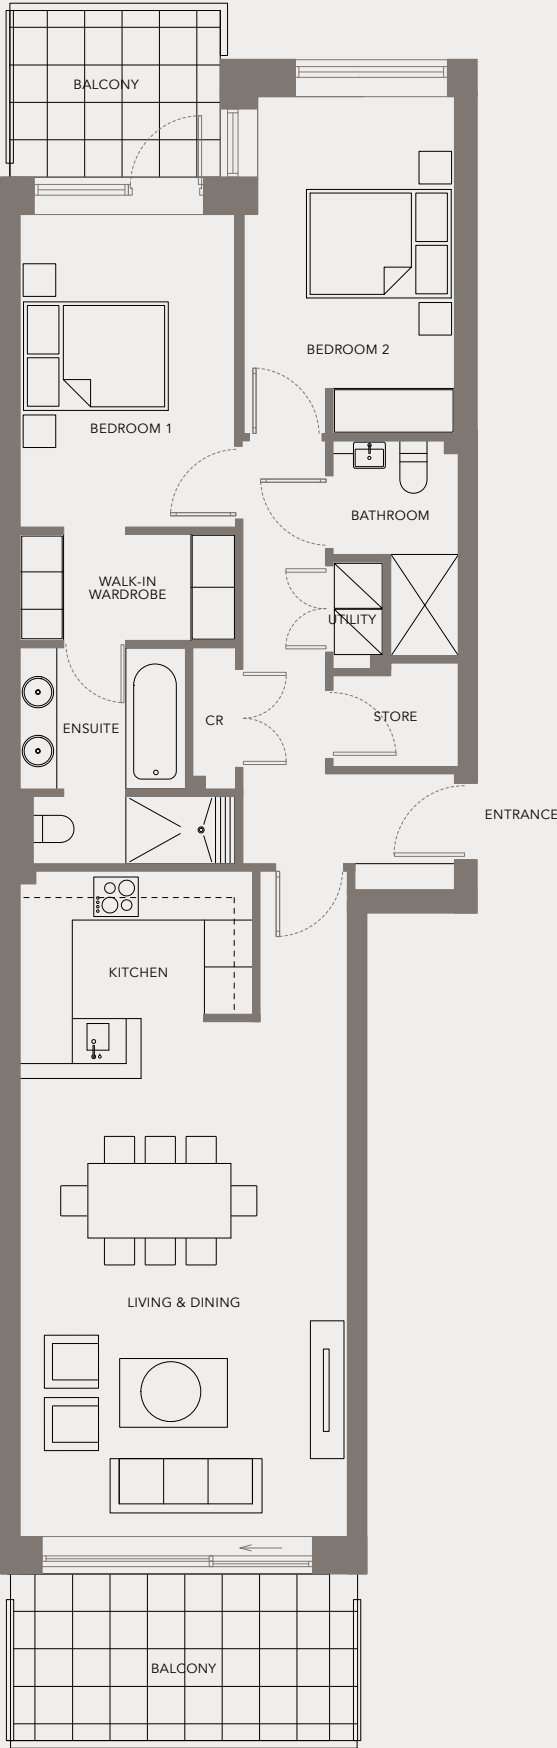 BALCONY
BEDROOM 2
BEDROOM 1
BATHROOM
WALK-IN
WARDROBE
UTILITY
CR
STORE
ENSUITE
ENTRANCE
KITCHEN
LIVING & DINING
BALCONY